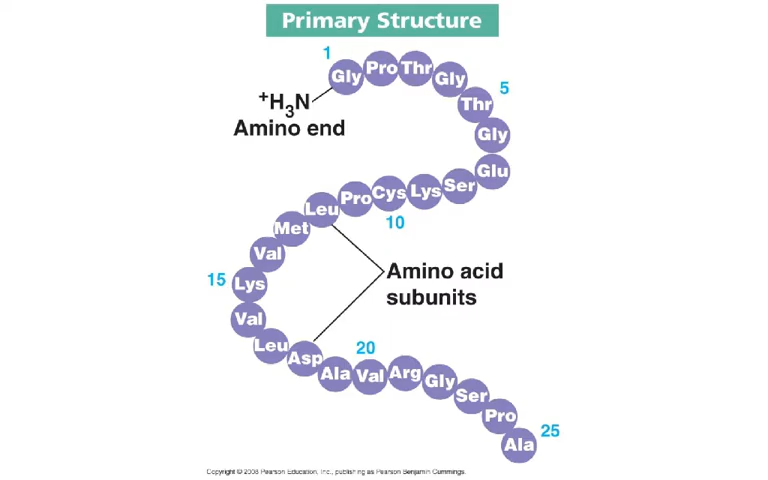 Primary Structure
1
Gly Pro Thr Gly Thr Gly Glu
5
+H3N
Amino end
Ser Lys Cys Pro Leu Met Val Lys Val Leu Asp Ala Val Arg Gly Ser Pro Ala
10
15
Amino acid
subunits
20
25
Copyright © 2008 Pearson Education, Inc., publishing as Pearson Benjamin Cummings.